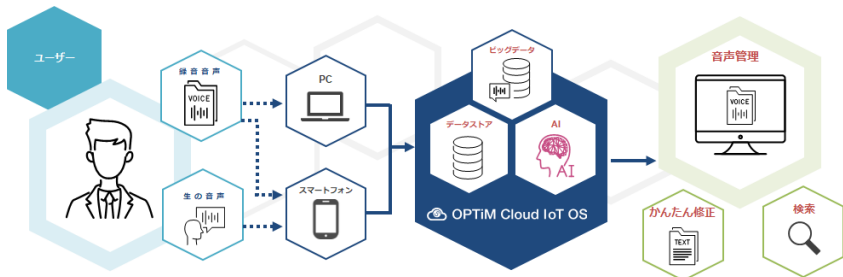 ユーザー
録音音声
VOICE
生の音声
PC
スマートフォン
ビッグデータ
データストア
AI
AI
OPTiM Cloud IoT OS
音声管理
VOICE
かんたん修正
TEXT
検索